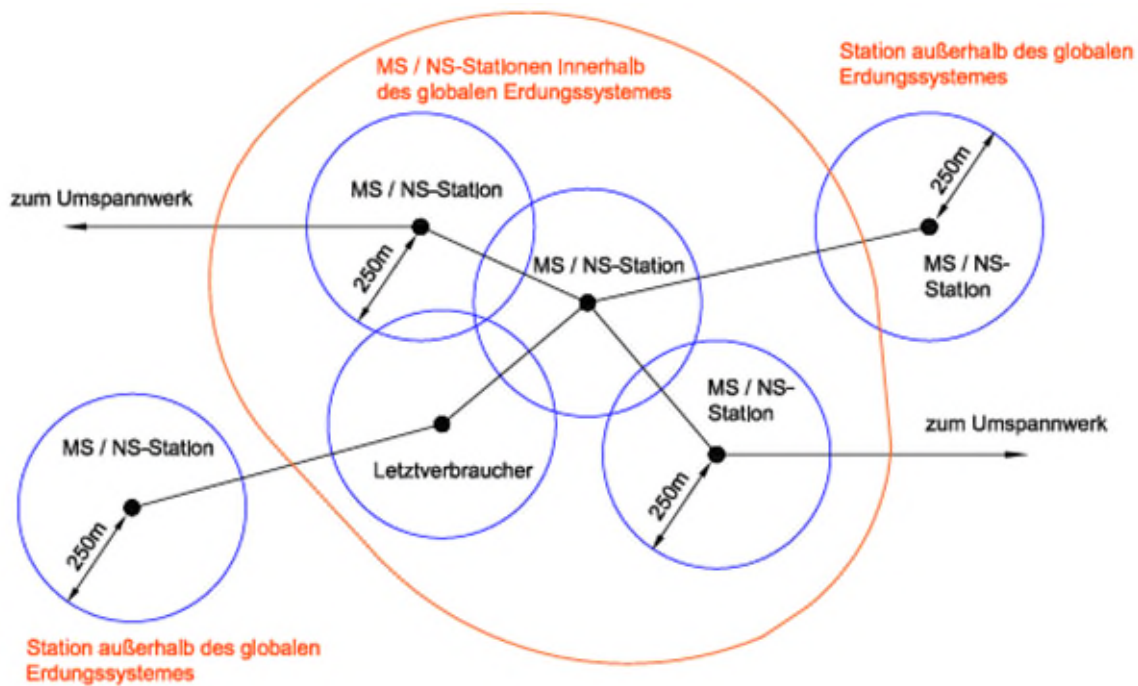 MS / NS-Stationen innerhalb
des globalen Erdungssystemes
Station außerhalb des globalen
Erdungssystemes
zum Umspannwerk
MS / NS-Station
250m
MS / NS-Station
250m
MS / NS-
Station
MS / NS-
Station
250m
zum Umspannwerk
MS / NS-Station
250m
Letztverbraucher
Station außerhalb des globalen
Erdungssystemes